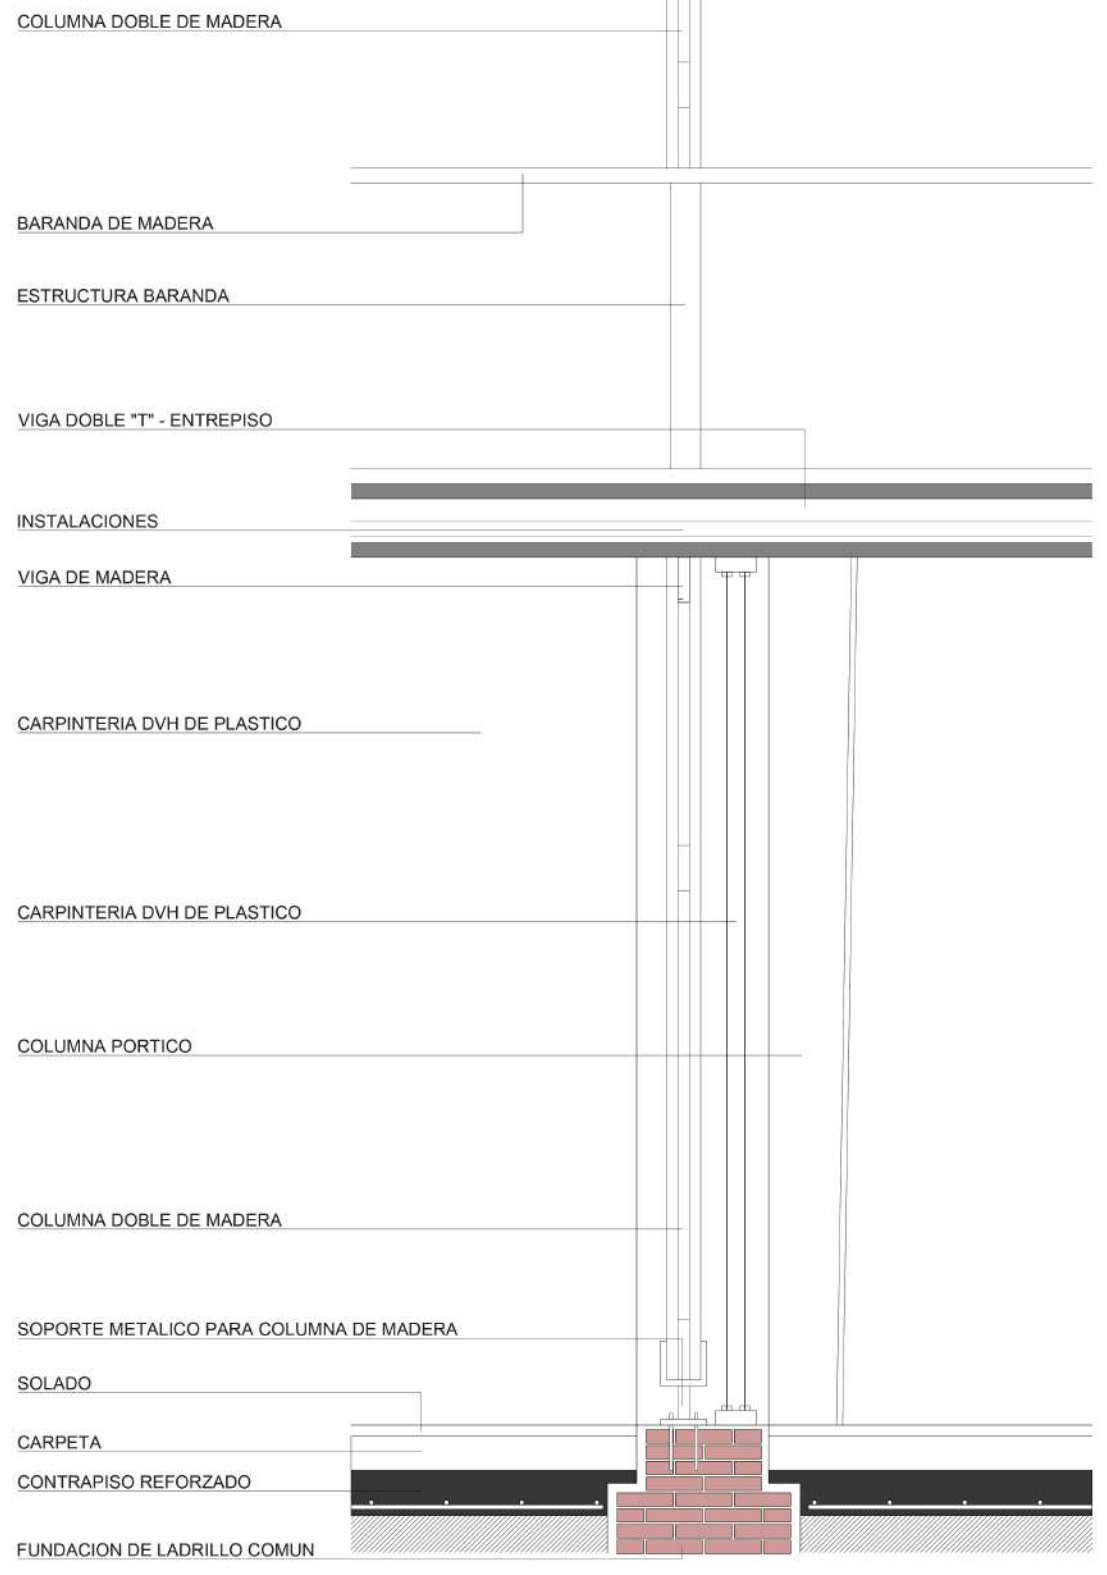 COLUMNA DOBLE DE MADERA
BARANDA DE MADERA
ESTRUCTURA BARANDA
VIGA DOBLE "T" - ENTREPISO
INSTALACIONES
VIGA DE MADERA
CARPINTERIA DVH DE PLASTICO
CARPINTERIA DVH DE PLASTICO
COLUMNA PORTICO
COLUMNA DOBLE DE MADERA
SOPORTE METALICO PARA COLUMNA DE MADERA
SOLADO
CARPETA
CONTRAPISO REFORZADO
FUNDACION DE LADRILLO COMUN